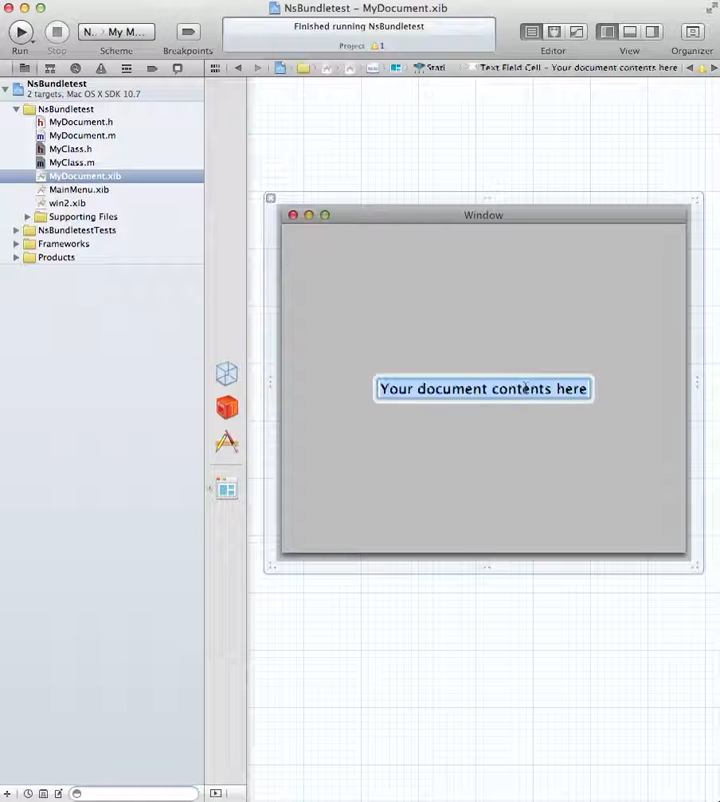 NsBundletest – MyDocument.xib
Finished running NsBundletest
Project 1
N.. My M...
Run Stop Scheme Breakpoints Editor View Organizer
Text Field Cell - Your document contents here
NsBundletest
2 targets, Mac OS X SDK 10.7
NsBundletest
MyDocument.h
MyDocument.m
MyClass.h
MyClass.m
MyDocument.xib
MainMenu.xib
win2.xib
Supporting Files
NsBundletestTests
Frameworks
Products
Window
Your document contents here